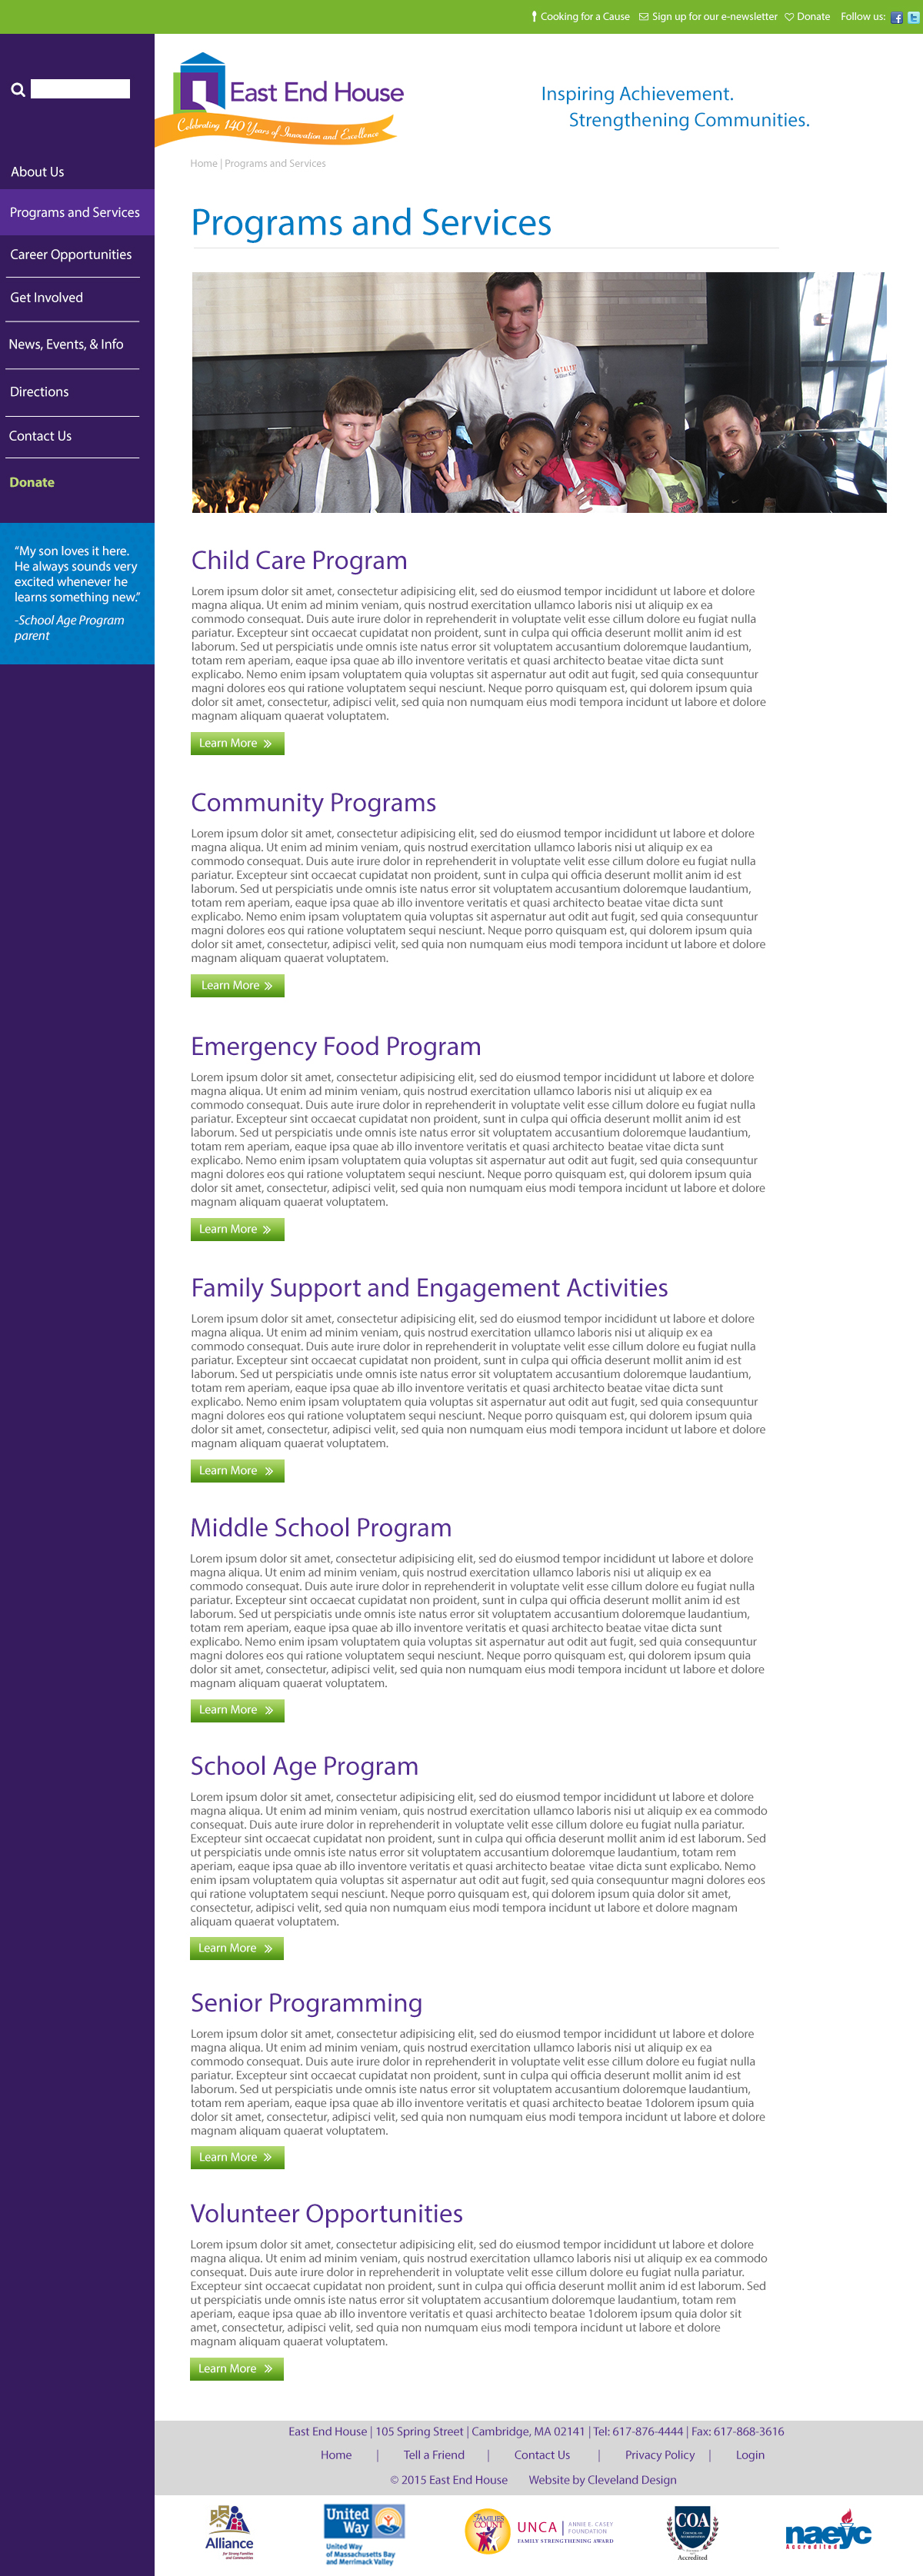 Cooking for a Cause Sign up for our e-newsletter Donate Follow us:
East End House
Celebrating 140 Years of Innovation and Excellence
Inspiring Achievement.
Strengthening Communities.
About Us
Programs and Services
Career Opportunities
Get Involved
News, Events, & Info
Directions
Contact Us
Donate
“My son loves it here.
He always sounds very
excited whenever he
learns something new.”
-School Age Program
parent
Home | Programs and Services
Programs and Services
CATALYST
Child Care Program
Lorem ipsum dolor sit amet, consectetur adipisicing elit, sed do eiusmod tempor incididunt ut labore et dolore
magna aliqua. Ut enim ad minim veniam, quis nostrud exercitation ullamco laboris nisi ut aliquip ex ea
commodo consequat. Duis aute irure dolor in reprehenderit in voluptate velit esse cillum dolore eu fugiat nulla
pariatur. Excepteur sint occaecat cupidatat non proident, sunt in culpa qui officia deserunt mollit anim id est
laborum. Sed ut perspiciatis unde omnis iste natus error sit voluptatem accusantium doloremque laudantium,
totam rem aperiam, eaque ipsa quae ab illo inventore veritatis et quasi architecto beatae vitae dicta sunt
explicabo. Nemo enim ipsam voluptatem quia voluptas sit aspernatur aut odit aut fugit, sed quia consequuntur
magni dolores eos qui ratione voluptatem sequi nesciunt. Neque porro quisquam est, qui dolorem ipsum quia
dolor sit amet, consectetur, adipisci velit, sed quia non numquam eius modi tempora incidunt ut labore et dolore
magnam aliquam quaerat voluptatem.
Learn More »
Community Programs
Lorem ipsum dolor sit amet, consectetur adipisicing elit, sed do eiusmod tempor incididunt ut labore et dolore
magna aliqua. Ut enim ad minim veniam, quis nostrud exercitation ullamco laboris nisi ut aliquip ex ea
commodo consequat. Duis aute irure dolor in reprehenderit in voluptate velit esse cillum dolore eu fugiat nulla
pariatur. Excepteur sint occaecat cupidatat non proident, sunt in culpa qui officia deserunt mollit anim id est
laborum. Sed ut perspiciatis unde omnis iste natus error sit voluptatem accusantium doloremque laudantium,
totam rem aperiam, eaque ipsa quae ab illo inventore veritatis et quasi architecto beatae vitae dicta sunt
explicabo. Nemo enim ipsam voluptatem quia voluptas sit aspernatur aut odit aut fugit, sed quia consequuntur
magni dolores eos qui ratione voluptatem sequi nesciunt. Neque porro quisquam est, qui dolorem ipsum quia
dolor sit amet, consectetur, adipisci velit, sed quia non numquam eius modi tempora incidunt ut labore et dolore
magnam aliquam quaerat voluptatem.
Learn More »
Emergency Food Program
Lorem ipsum dolor sit amet, consectetur adipisicing elit, sed do eiusmod tempor incididunt ut labore et dolore
magna aliqua. Ut enim ad minim veniam, quis nostrud exercitation ullamco laboris nisi ut aliquip ex ea
commodo consequat. Duis aute irure dolor in reprehenderit in voluptate velit esse cillum dolore eu fugiat nulla
pariatur. Excepteur sint occaecat cupidatat non proident, sunt in culpa qui officia deserunt mollit anim id est
laborum. Sed ut perspiciatis unde omnis iste natus error sit voluptatem accusantium doloremque laudantium,
totam rem aperiam, eaque ipsa quae ab illo inventore veritatis et quasi architecto beatae vitae dicta sunt
explicabo. Nemo enim ipsam voluptatem quia voluptas sit aspernatur aut odit aut fugit, sed quia consequuntur
magni dolores eos qui ratione voluptatem sequi nesciunt. Neque porro quisquam est, qui dolorem ipsum quia
dolor sit amet, consectetur, adipisci velit, sed quia non numquam eius modi tempora incidunt ut labore et dolore
magnam aliquam quaerat voluptatem.
Learn More »
Family Support and Engagement Activities
Lorem ipsum dolor sit amet, consectetur adipisicing elit, sed do eiusmod tempor incididunt ut labore et dolore
magna aliqua. Ut enim ad minim veniam, quis nostrud exercitation ullamco laboris nisi ut aliquip ex ea
commodo consequat. Duis aute irure dolor in reprehenderit in voluptate velit esse cillum dolore eu fugiat nulla
pariatur. Excepteur sint occaecat cupidatat non proident, sunt in culpa qui officia deserunt mollit anim id est
laborum. Sed ut perspiciatis unde omnis iste natus error sit voluptatem accusantium doloremque laudantium,
totam rem aperiam, eaque ipsa quae ab illo inventore veritatis et quasi architecto beatae vitae dicta sunt
explicabo. Nemo enim ipsam voluptatem quia voluptas sit aspernatur aut odit aut fugit, sed quia consequuntur
magni dolores eos qui ratione voluptatem sequi nesciunt. Neque porro quisquam est, qui dolorem ipsum quia
dolor sit amet, consectetur, adipisci velit, sed quia non numquam eius modi tempora incidunt ut labore et dolore
magnam aliquam quaerat voluptatem.
Learn More »
Middle School Program
Lorem ipsum dolor sit amet, consectetur adipisicing elit, sed do eiusmod tempor incididunt ut labore et dolore
magna aliqua. Ut enim ad minim veniam, quis nostrud exercitation ullamco laboris nisi ut aliquip ex ea
commodo consequat. Duis aute irure dolor in reprehenderit in voluptate velit esse cillum dolore eu fugiat nulla
pariatur. Excepteur sint occaecat cupidatat non proident, sunt in culpa qui officia deserunt mollit anim id est
laborum. Sed ut perspiciatis unde omnis iste natus error sit voluptatem accusantium doloremque laudantium,
totam rem aperiam, eaque ipsa quae ab illo inventore veritatis et quasi architecto beatae vitae dicta sunt
explicabo. Nemo enim ipsam voluptatem quia voluptas sit aspernatur aut odit aut fugit, sed quia consequuntur
magni dolores eos qui ratione voluptatem sequi nesciunt. Neque porro quisquam est, qui dolorem ipsum quia
dolor sit amet, consectetur, adipisci velit, sed quia non numquam eius modi tempora incidunt ut labore et dolore
magnam aliquam quaerat voluptatem.
Learn More »
School Age Program
Lorem ipsum dolor sit amet, consectetur adipisicing elit, sed do eiusmod tempor incididunt ut labore et dolore
magna aliqua. Ut enim ad minim veniam, quis nostrud exercitation ullamco laboris nisi ut aliquip ex ea commodo
consequat. Duis aute irure dolor in reprehenderit in voluptate velit esse cillum dolore eu fugiat nulla pariatur.
Excepteur sint occaecat cupidatat non proident, sunt in culpa qui officia deserunt mollit anim id est laborum. Sed
ut perspiciatis unde omnis iste natus error sit voluptatem accusantium doloremque laudantium, totam rem
aperiam, eaque ipsa quae ab illo inventore veritatis et quasi architecto beatae vitae dicta sunt explicabo. Nemo
enim ipsam voluptatem quia voluptas sit aspernatur aut odit aut fugit, sed quia consequuntur magni dolores eos
qui ratione voluptatem sequi nesciunt. Neque porro quisquam est, qui dolorem ipsum quia dolor sit amet,
consectetur, adipisci velit, sed quia non numquam eius modi tempora incidunt ut labore et dolore magnam
aliquam quaerat voluptatem.
Learn More »
Senior Programming
Lorem ipsum dolor sit amet, consectetur adipisicing elit, sed do eiusmod tempor incididunt ut labore et dolore
magna aliqua. Ut enim ad minim veniam, quis nostrud exercitation ullamco laboris nisi ut aliquip ex ea
commodo consequat. Duis aute irure dolor in reprehenderit in voluptate velit esse cillum dolore eu fugiat nulla
pariatur. Excepteur sint occaecat cupidatat non proident, sunt in culpa qui officia deserunt mollit anim id est
laborum. Sed ut perspiciatis unde omnis iste natus error sit voluptatem accusantium doloremque laudantium,
totam rem aperiam, eaque ipsa quae ab illo inventore veritatis et quasi architecto beatae 1dolorem ipsum quia
dolor sit amet, consectetur, adipisci velit, sed quia non numquam eius modi tempora incidunt ut labore et dolore
magnam aliquam quaerat voluptatem.
Learn More »
Volunteer Opportunities
Lorem ipsum dolor sit amet, consectetur adipisicing elit, sed do eiusmod tempor incididunt ut labore et dolore
magna aliqua. Ut enim ad minim veniam, quis nostrud exercitation ullamco laboris nisi ut aliquip ex ea commodo
consequat. Duis aute irure dolor in reprehenderit in voluptate velit esse cillum dolore eu fugiat nulla pariatur.
Excepteur sint occaecat cupidatat non proident, sunt in culpa qui officia deserunt mollit anim id est laborum. Sed
ut perspiciatis unde omnis iste natus error sit voluptatem accusantium doloremque laudantium, totam rem
aperiam, eaque ipsa quae ab illo inventore veritatis et quasi architecto beatae 1dolorem ipsum quia dolor sit
amet, consectetur, adipisci velit, sed quia non numquam eius modi tempora incidunt ut labore et dolore
magnam aliquam quaerat voluptatem.
Learn More »
East End House | 105 Spring Street | Cambridge, MA 02141 | Tel: 617-876-4444 | Fax: 617-868-3616
Home | Tell a Friend | Contact Us | Privacy Policy | Login
© 2015 East End House Website by Cleveland Design
Alliance
for Strong Families
and Communities
United
Way
United Way
of Massachusetts Bay
and Merrimack Valley
FAMILIES
COUNT
UNCA | ANNIE E. CASEY
FOUNDATION
FAMILY STRENGTHENING AWARD
COA
Accredited
naeyc
Accredited